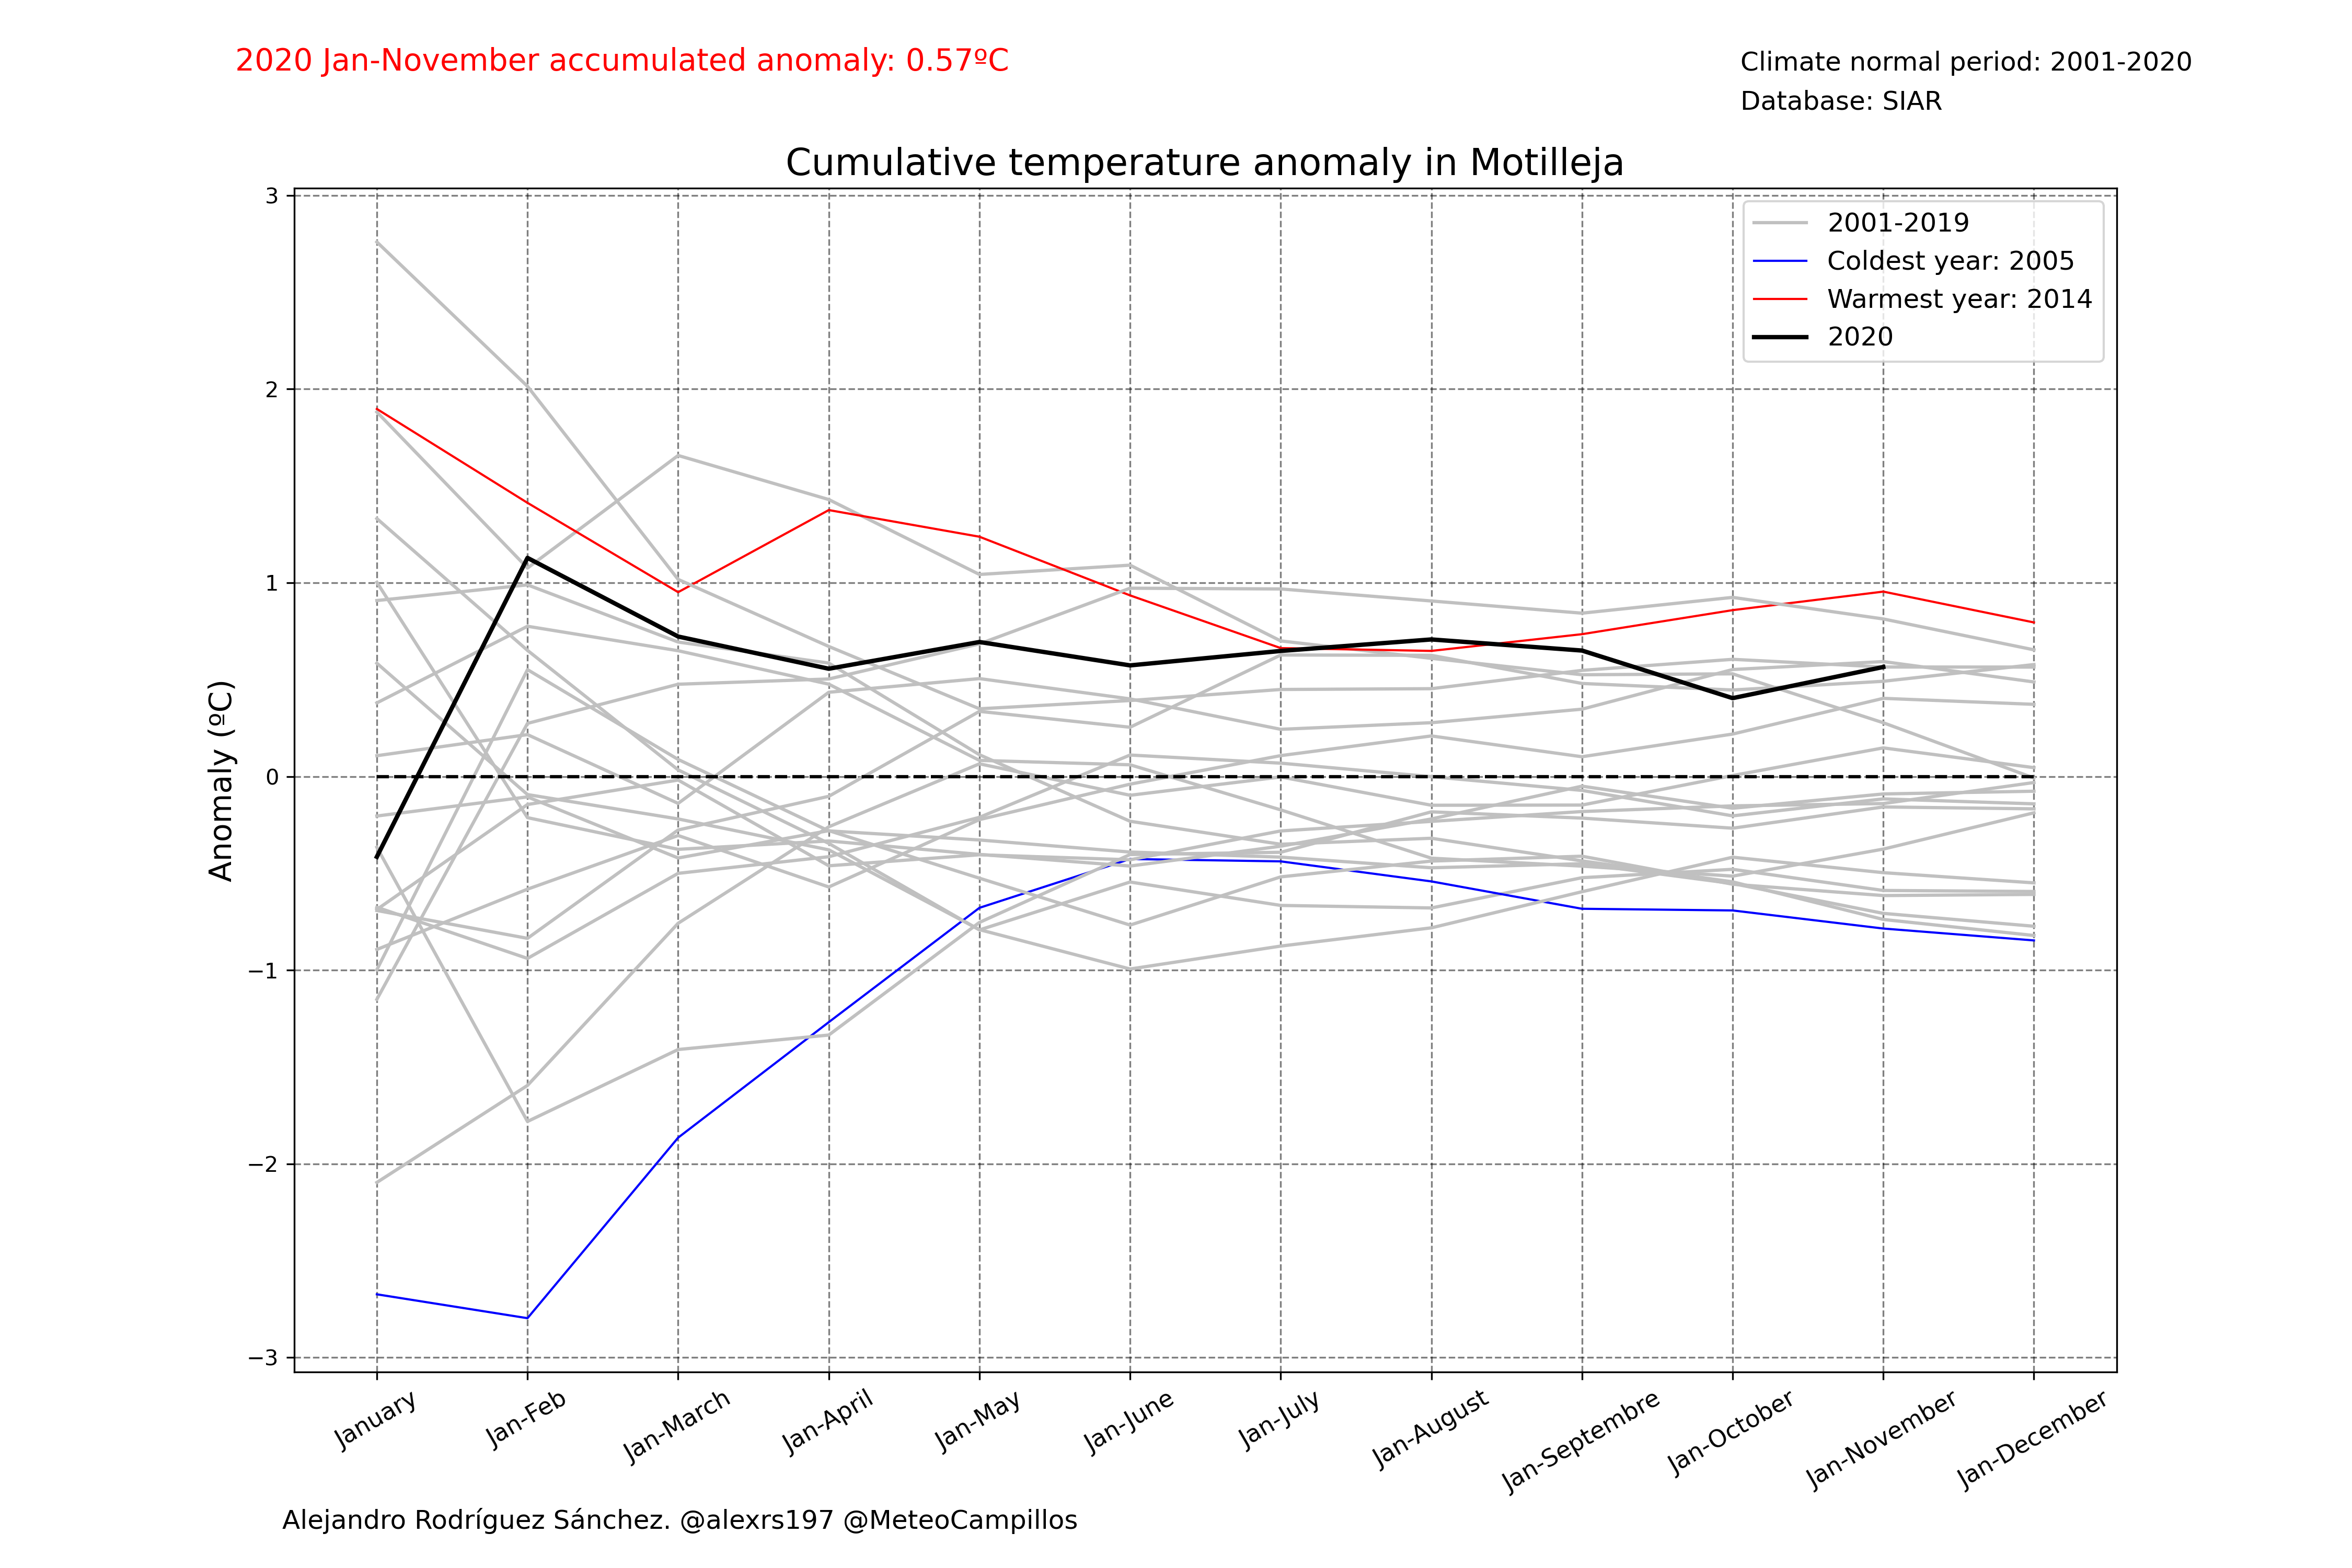 2020 Jan-November accumulated anomaly: 0.57ºC
Climate normal period: 2001-2020
Database: SIAR
Cumulative temperature anomaly in Motilleja
2001-2019
Coldest year: 2005
Warmest year: 2014
2020
Anomaly (ºC)
3
2
1
0
−1
−2
−3
January
Jan-Feb
Jan-March
Jan-April
Jan-May
Jan-June
Jan-July
Jan-August
Jan-Septembre
Jan-October
Jan-November
Jan-December
Alejandro Rodríguez Sánchez. @alexrs197 @MeteoCampillos